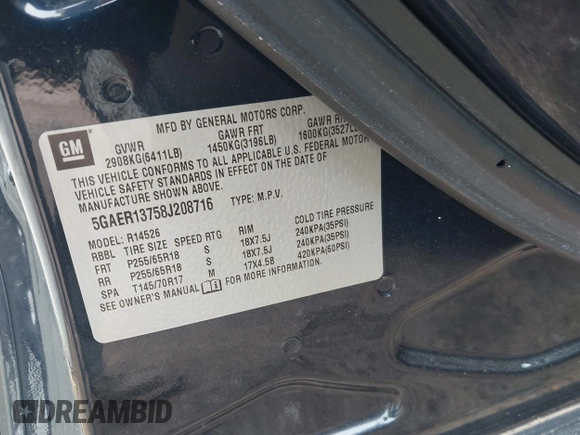 MFD BY GENERAL MOTORS CORP.
GM
GVWR GAWR FRT GAWR
2908KG(6411LB) 1450KG(3196LB) 1600KG(3527LB
THIS VEHICLE CONFORMS TO ALL APPLICABLE U.S. FEDERAL MOTOR
VEHICLE SAFETY STANDARDS IN EFFECT ON THE DATE OF
MANUFACTURE SHOWN ABOVE.
5GAER13758J208716 TYPE: M.P.V.
MODEL: R14526
RBBL TIRE SIZE SPEED RTG RIM COLD TIRE PRESSURE
FRT P255/65R18 S 18X7.5J 240KPA(35PSI)
RR P255/65R18 S 18X7.5J 240KPA(35PSI)
SPA T145/70R17 M 17X4.5B 420KPA(60PSI)
SEE OWNER'S MANUAL FOR MORE INFORMATION.
DREAMBID